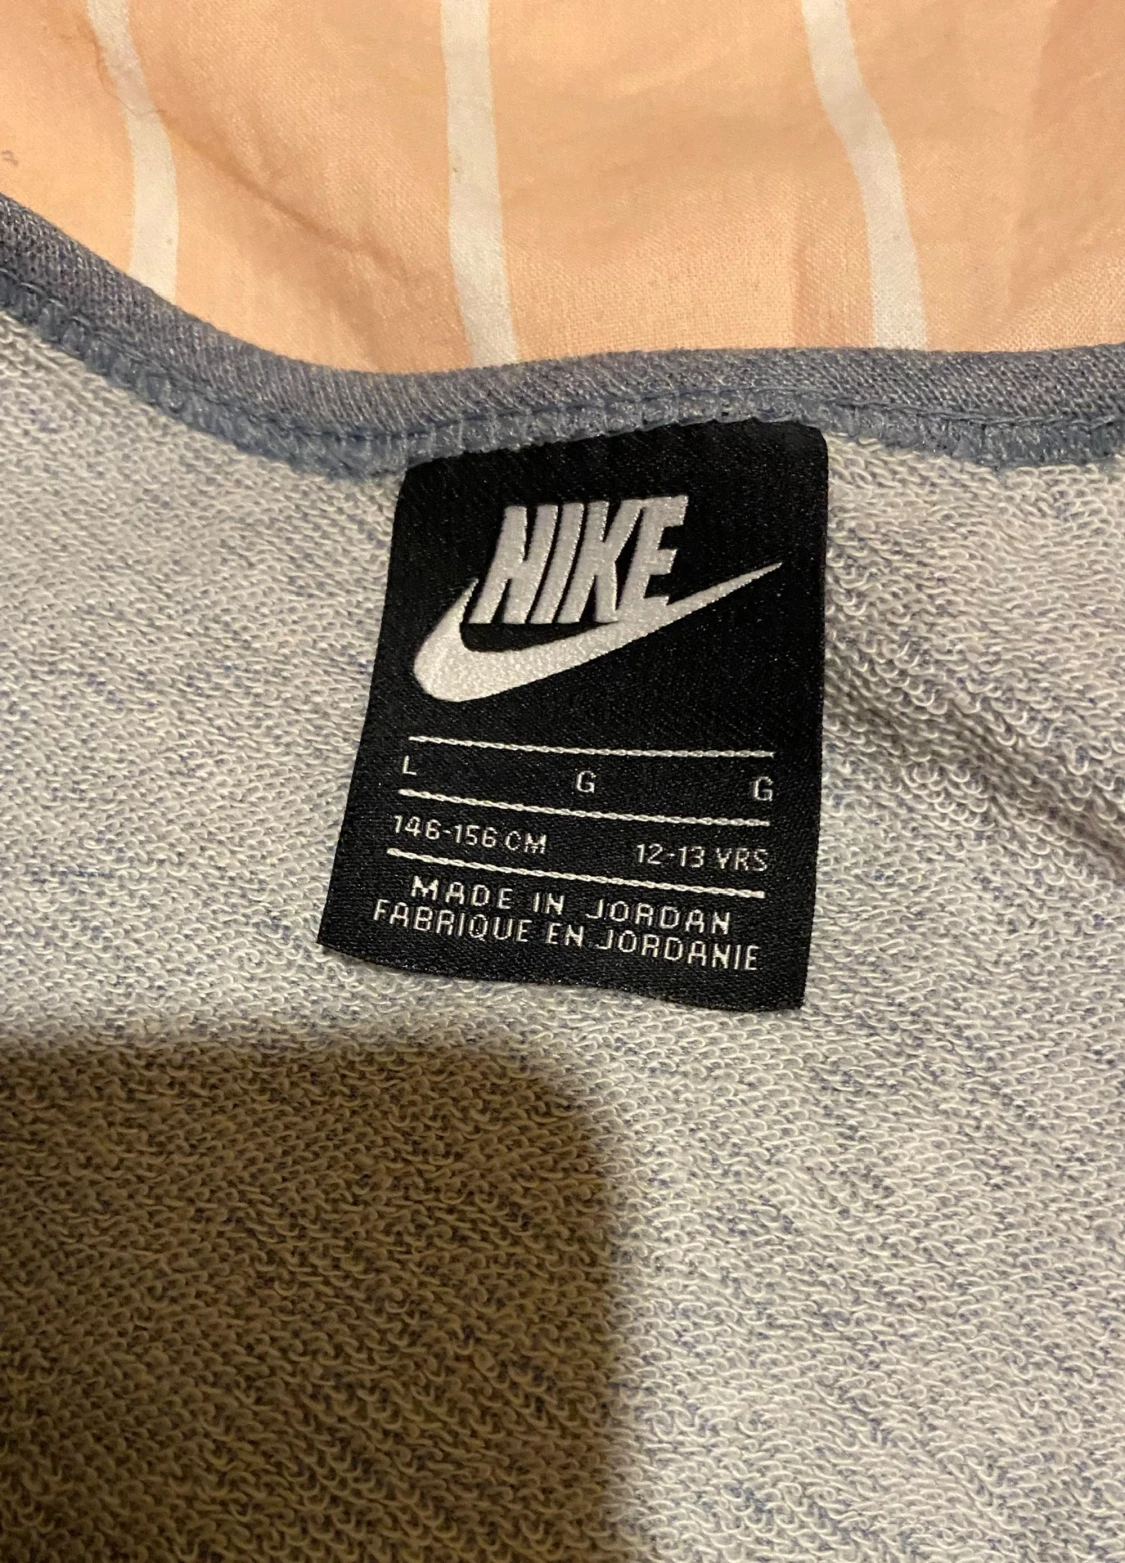 NIKE
L G G
146-156 CM 12-13 YRS
MADE IN JORDAN
FABRIQUE EN JORDANIE